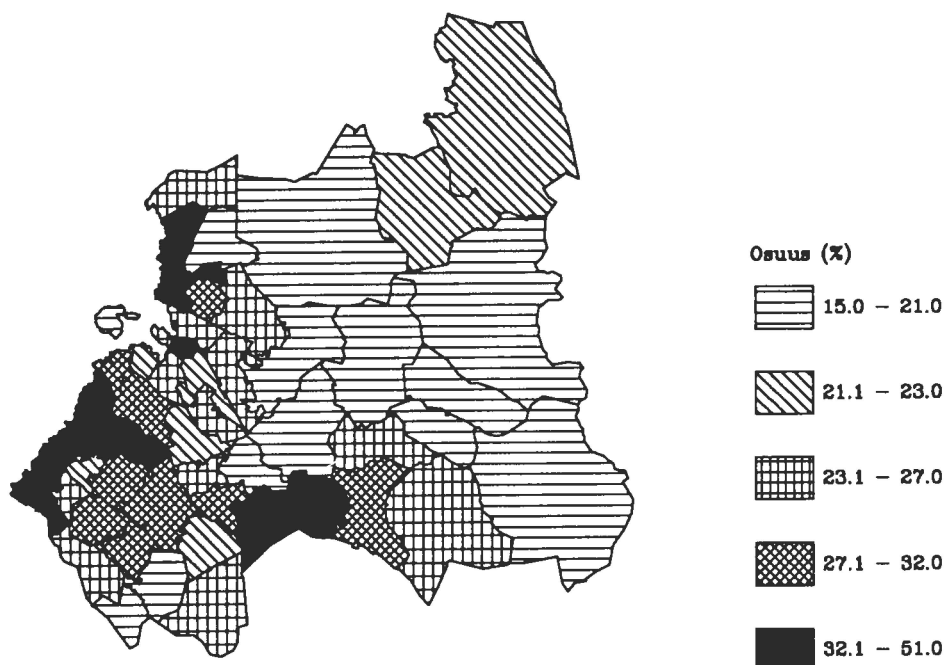 Osuus (%)
15.0 – 21.0
21.1 – 23.0
23.1 – 27.0
27.1 – 32.0
32.1 – 51.0